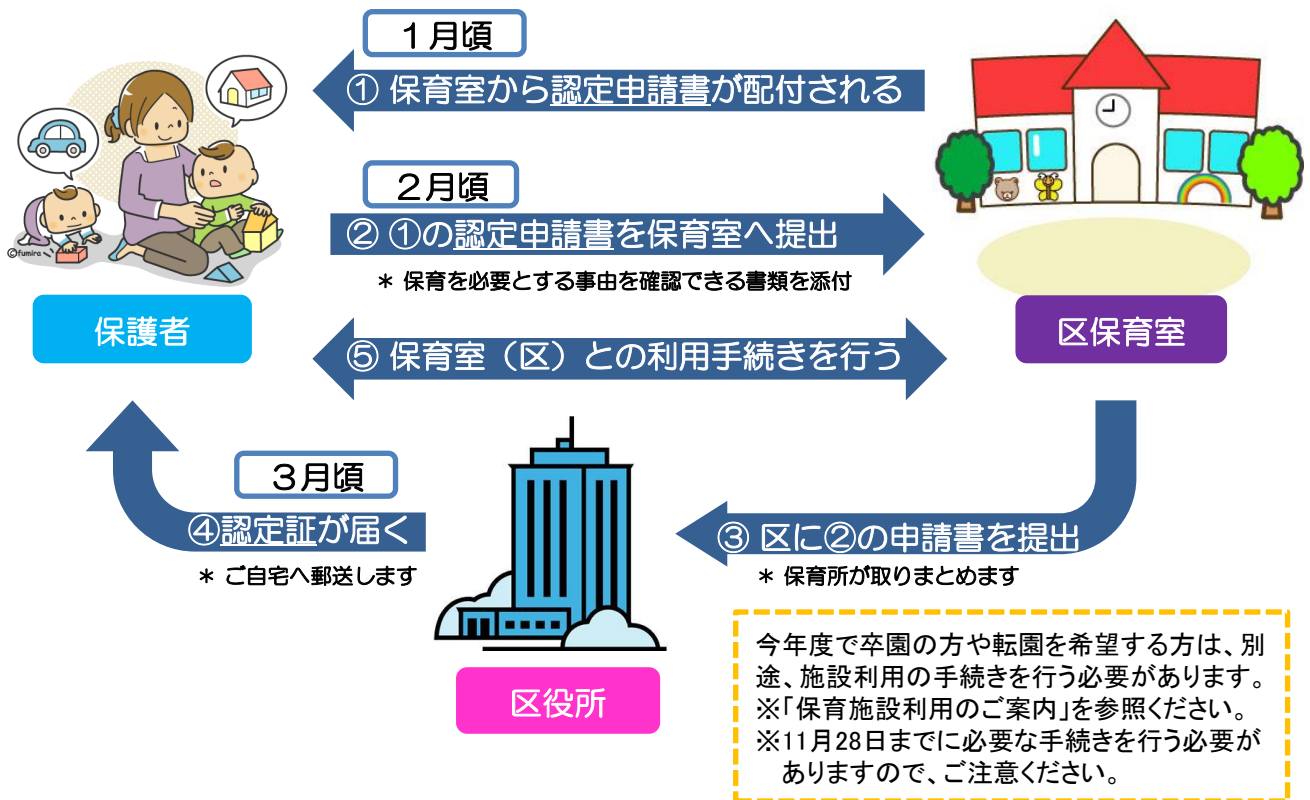 1月頃
① 保育室から認定申請書が配付される
2月頃
② ①の認定申請書を保育室へ提出
＊ 保育を必要とする事由を確認できる書類を添付
©fumira
保護者
区保育室
⑤ 保育室（区）との利用手続きを行う
3月頃
④認定証が届く
＊ ご自宅へ郵送します
③ 区に②の申請書を提出
＊ 保育所が取りまとめます
区役所
今年度で卒園の方や転園を希望する方は、別
途、施設利用の手続きを行う必要があります。
※「保育施設利用のご案内」を参照ください。
※11月28日までに必要な手続きを行う必要が
ありますので、ご注意ください。